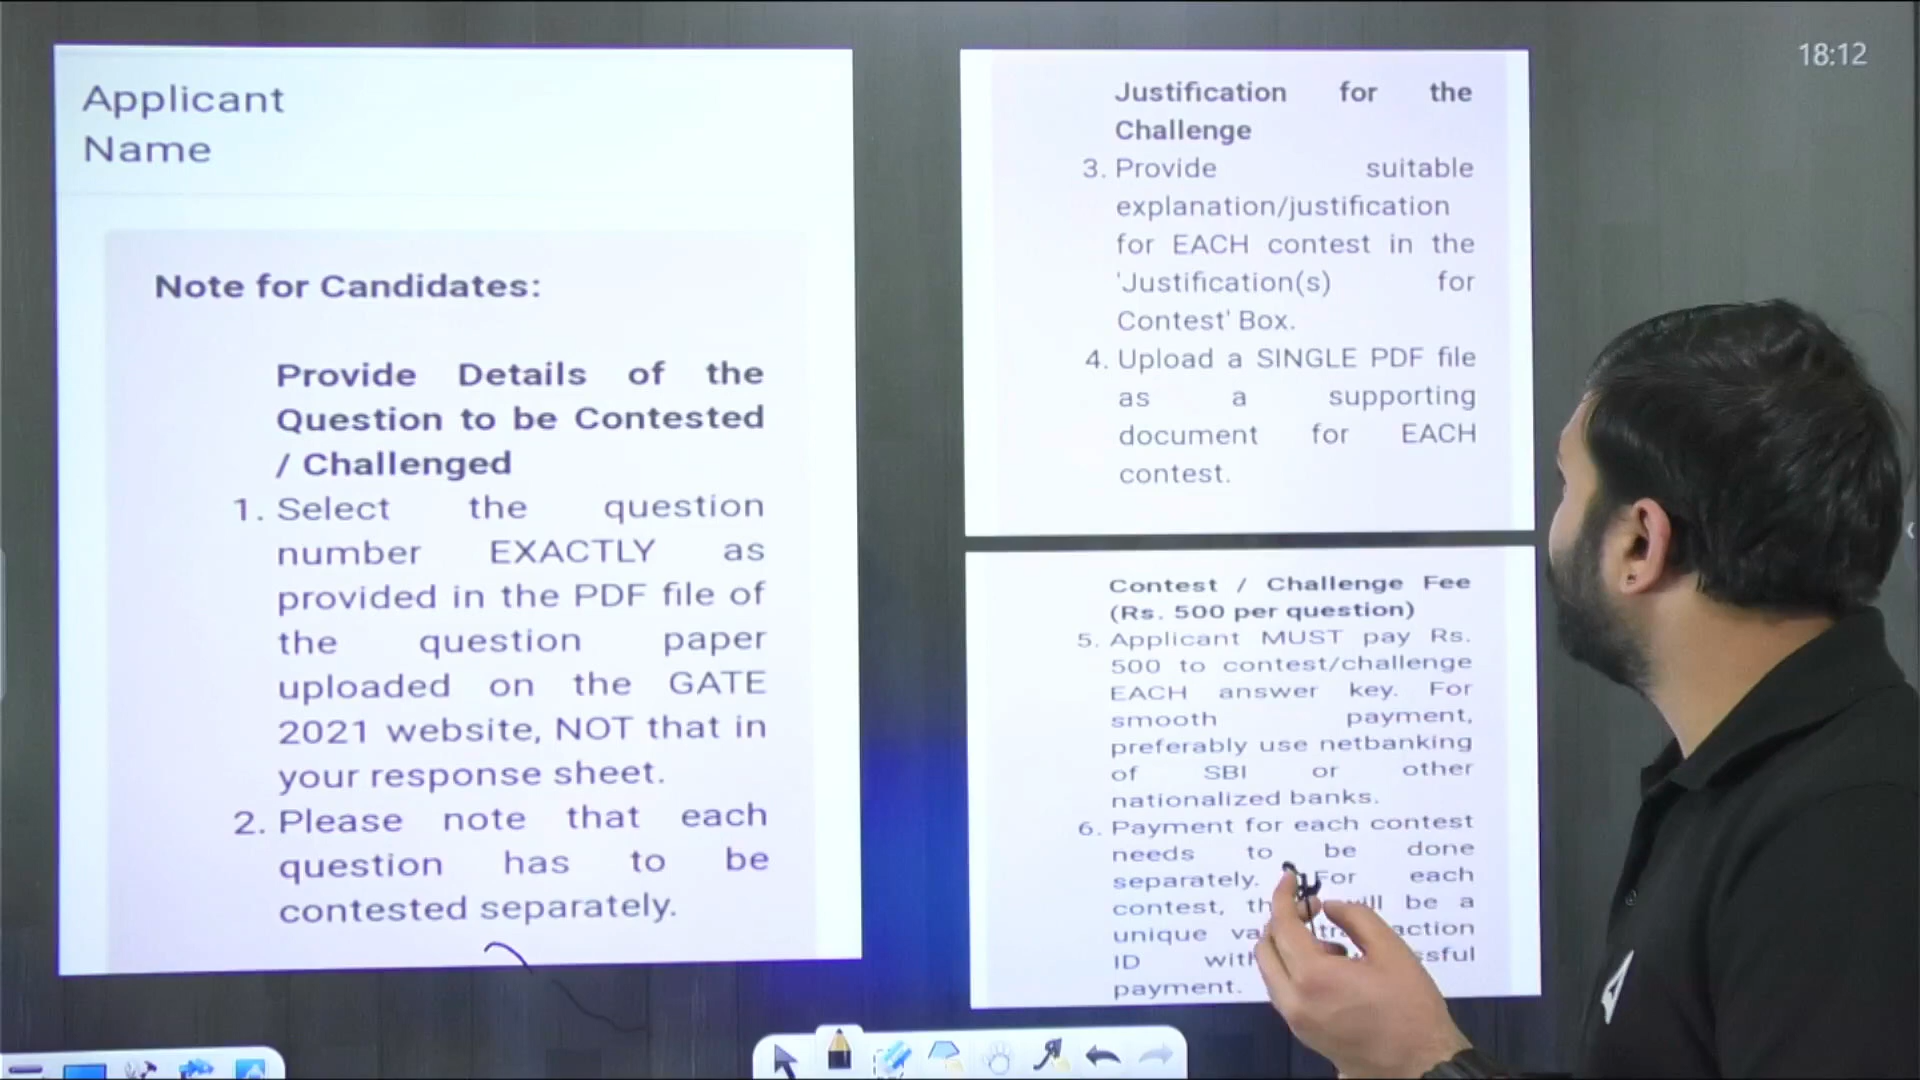 18:12
Applicant
Name
Note for Candidates:
Provide Details of the
Question to be Contested
/ Challenged
1. Select the question
number EXACTLY as
provided in the PDF file of
the question paper
uploaded on the GATE
2021 website, NOT that in
your response sheet.
2. Please note that each
question has to be
contested separately.
Justification for the
Challenge
3. Provide suitable
explanation/justification
for EACH contest in the
'Justification(s) for
Contest' Box.
4. Upload a SINGLE PDF file
as a supporting
document for EACH
contest.
Contest / Challenge Fee
(Rs. 500 per question)
5. Applicant MUST pay Rs.
500 to contest/challenge
EACH answer key. For
smooth payment,
preferably use netbanking
of SBI or other
nationalized banks.
6. Payment for each contest
needs to be done
separately. For each
contest, be a
unique
ID
payment.